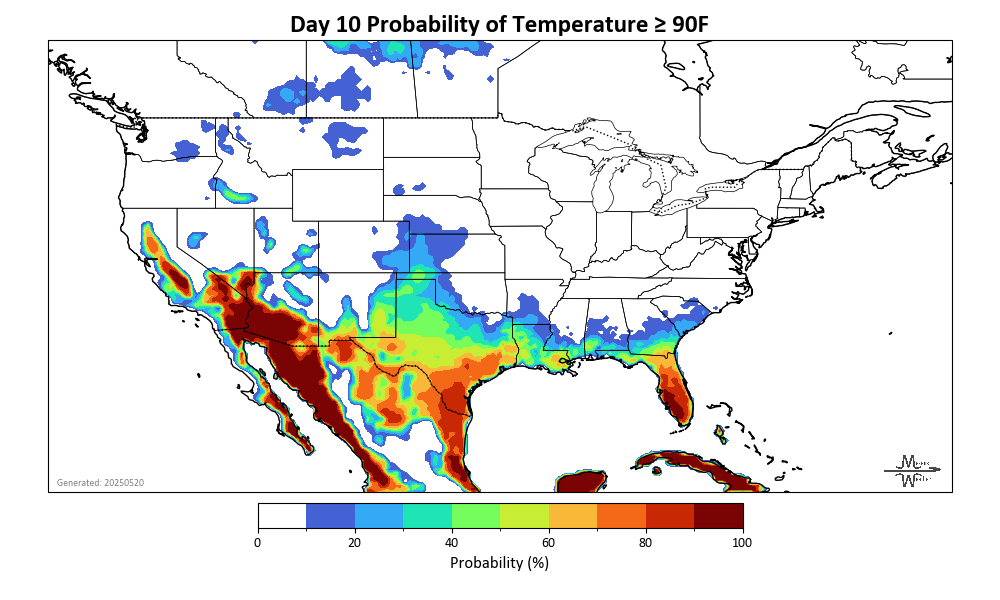 Day 10 Probability of Temperature ≥ 90F
Generated: 20250520
0 20 40 60 80 100
Probability (%)